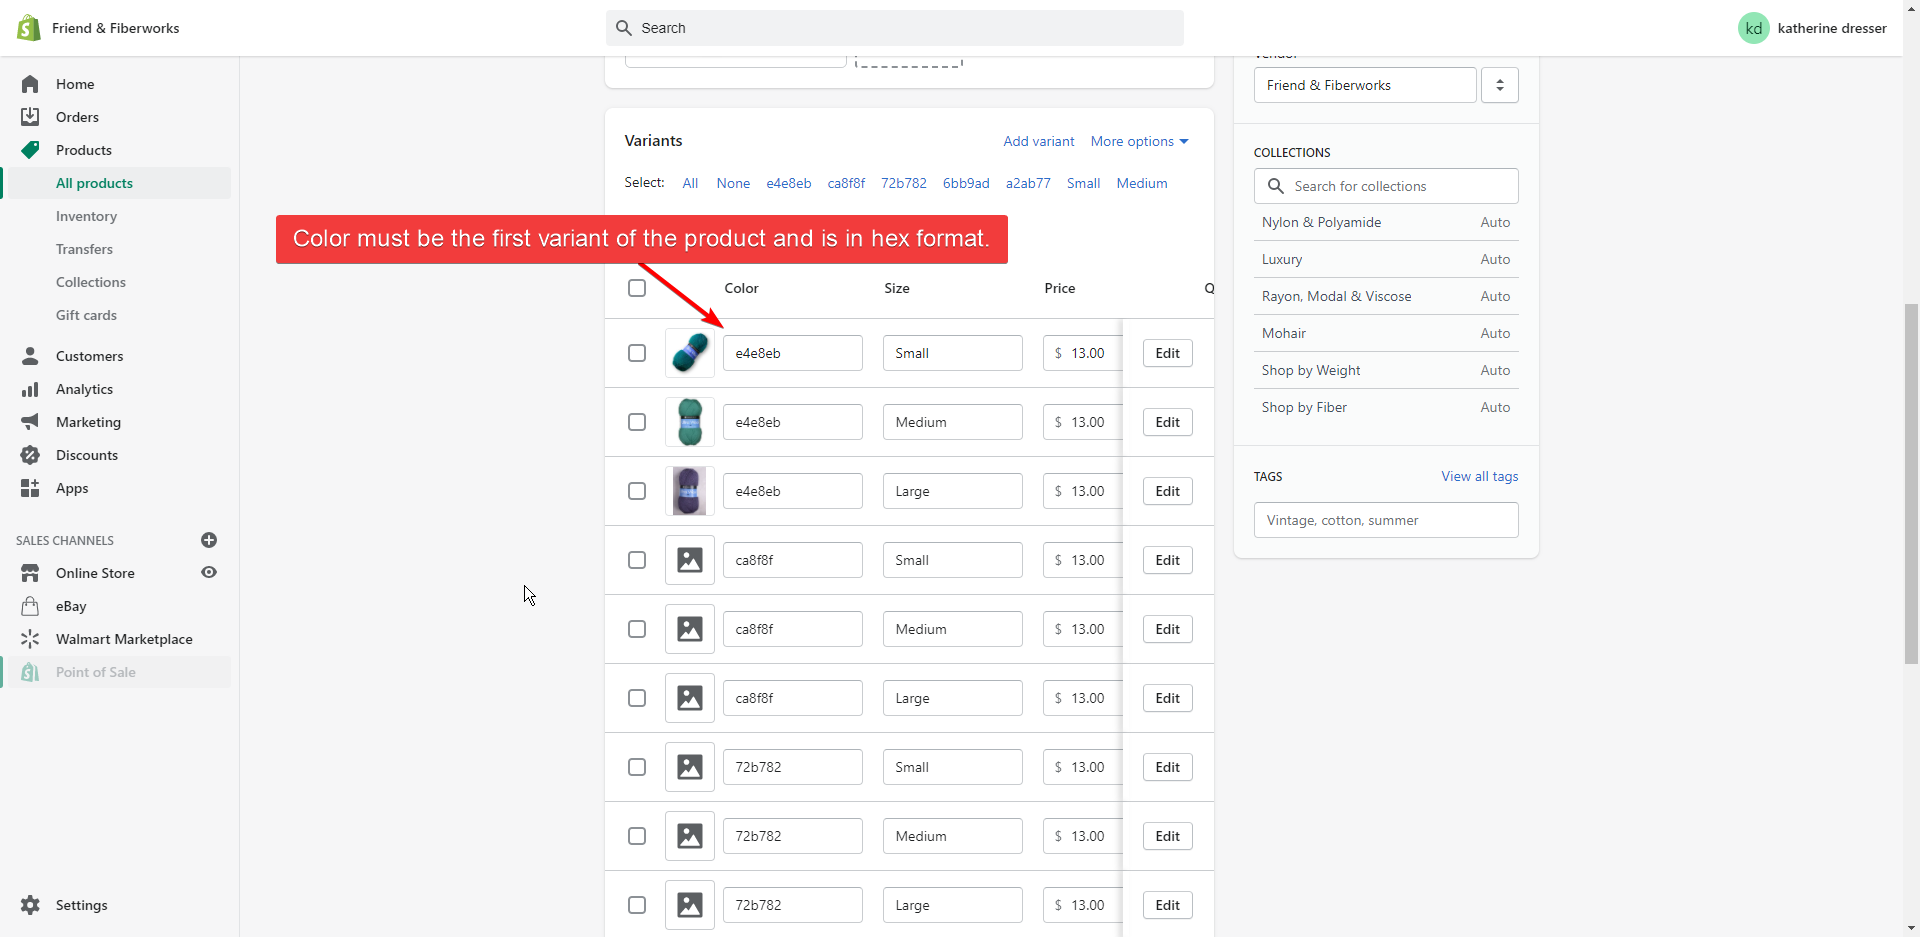 Friend & Fiberworks
Search
kd
katherine dresser
Home
Orders
Products
All products
Inventory
Transfers
Collections
Gift cards
Customers
Analytics
Marketing
Discounts
Apps
SALES CHANNELS
Online Store
eBay
Walmart Marketplace
Point of Sale
Settings
Variants
Add variant
More options
Select: All None e4e8eb ca8f8f 72b782 6bb9ad a2ab77 Small Medium
Color must be the first variant of the product and is in hex format.
Color Size Price
e4e8eb Small $ 13.00 Edit
e4e8eb Medium $ 13.00 Edit
e4e8eb Large $ 13.00 Edit
ca8f8f Small $ 13.00 Edit
ca8f8f Medium $ 13.00 Edit
ca8f8f Large $ 13.00 Edit
72b782 Small $ 13.00 Edit
72b782 Medium $ 13.00 Edit
72b782 Large $ 13.00 Edit
Friend & Fiberworks
COLLECTIONS
Search for collections
Nylon & Polyamide Auto
Luxury Auto
Rayon, Modal & Viscose Auto
Mohair Auto
Shop by Weight Auto
Shop by Fiber Auto
TAGS
View all tags
Vintage, cotton, summer